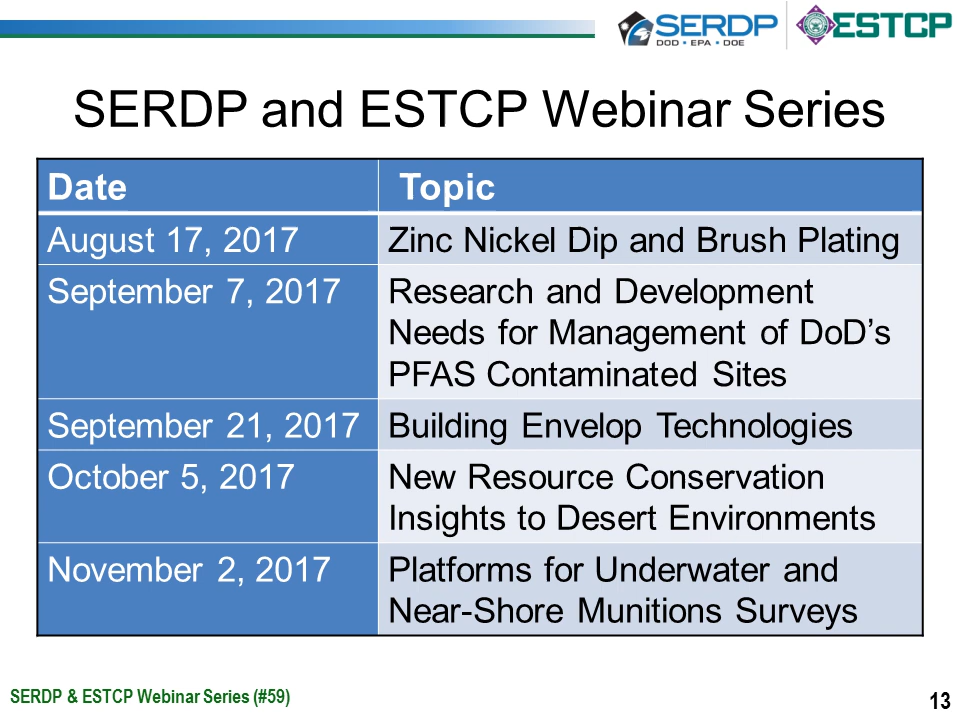 SERDP
DOD • EPA • DOE
ESTCP
SERDP and ESTCP Webinar Series
Date Topic
August 17, 2017 Zinc Nickel Dip and Brush Plating
September 7, 2017 Research and Development
Needs for Management of DoD’s
PFAS Contaminated Sites
September 21, 2017 Building Envelop Technologies
October 5, 2017 New Resource Conservation
Insights to Desert Environments
November 2, 2017 Platforms for Underwater and
Near-Shore Munitions Surveys
SERDP & ESTCP Webinar Series (#59)
13